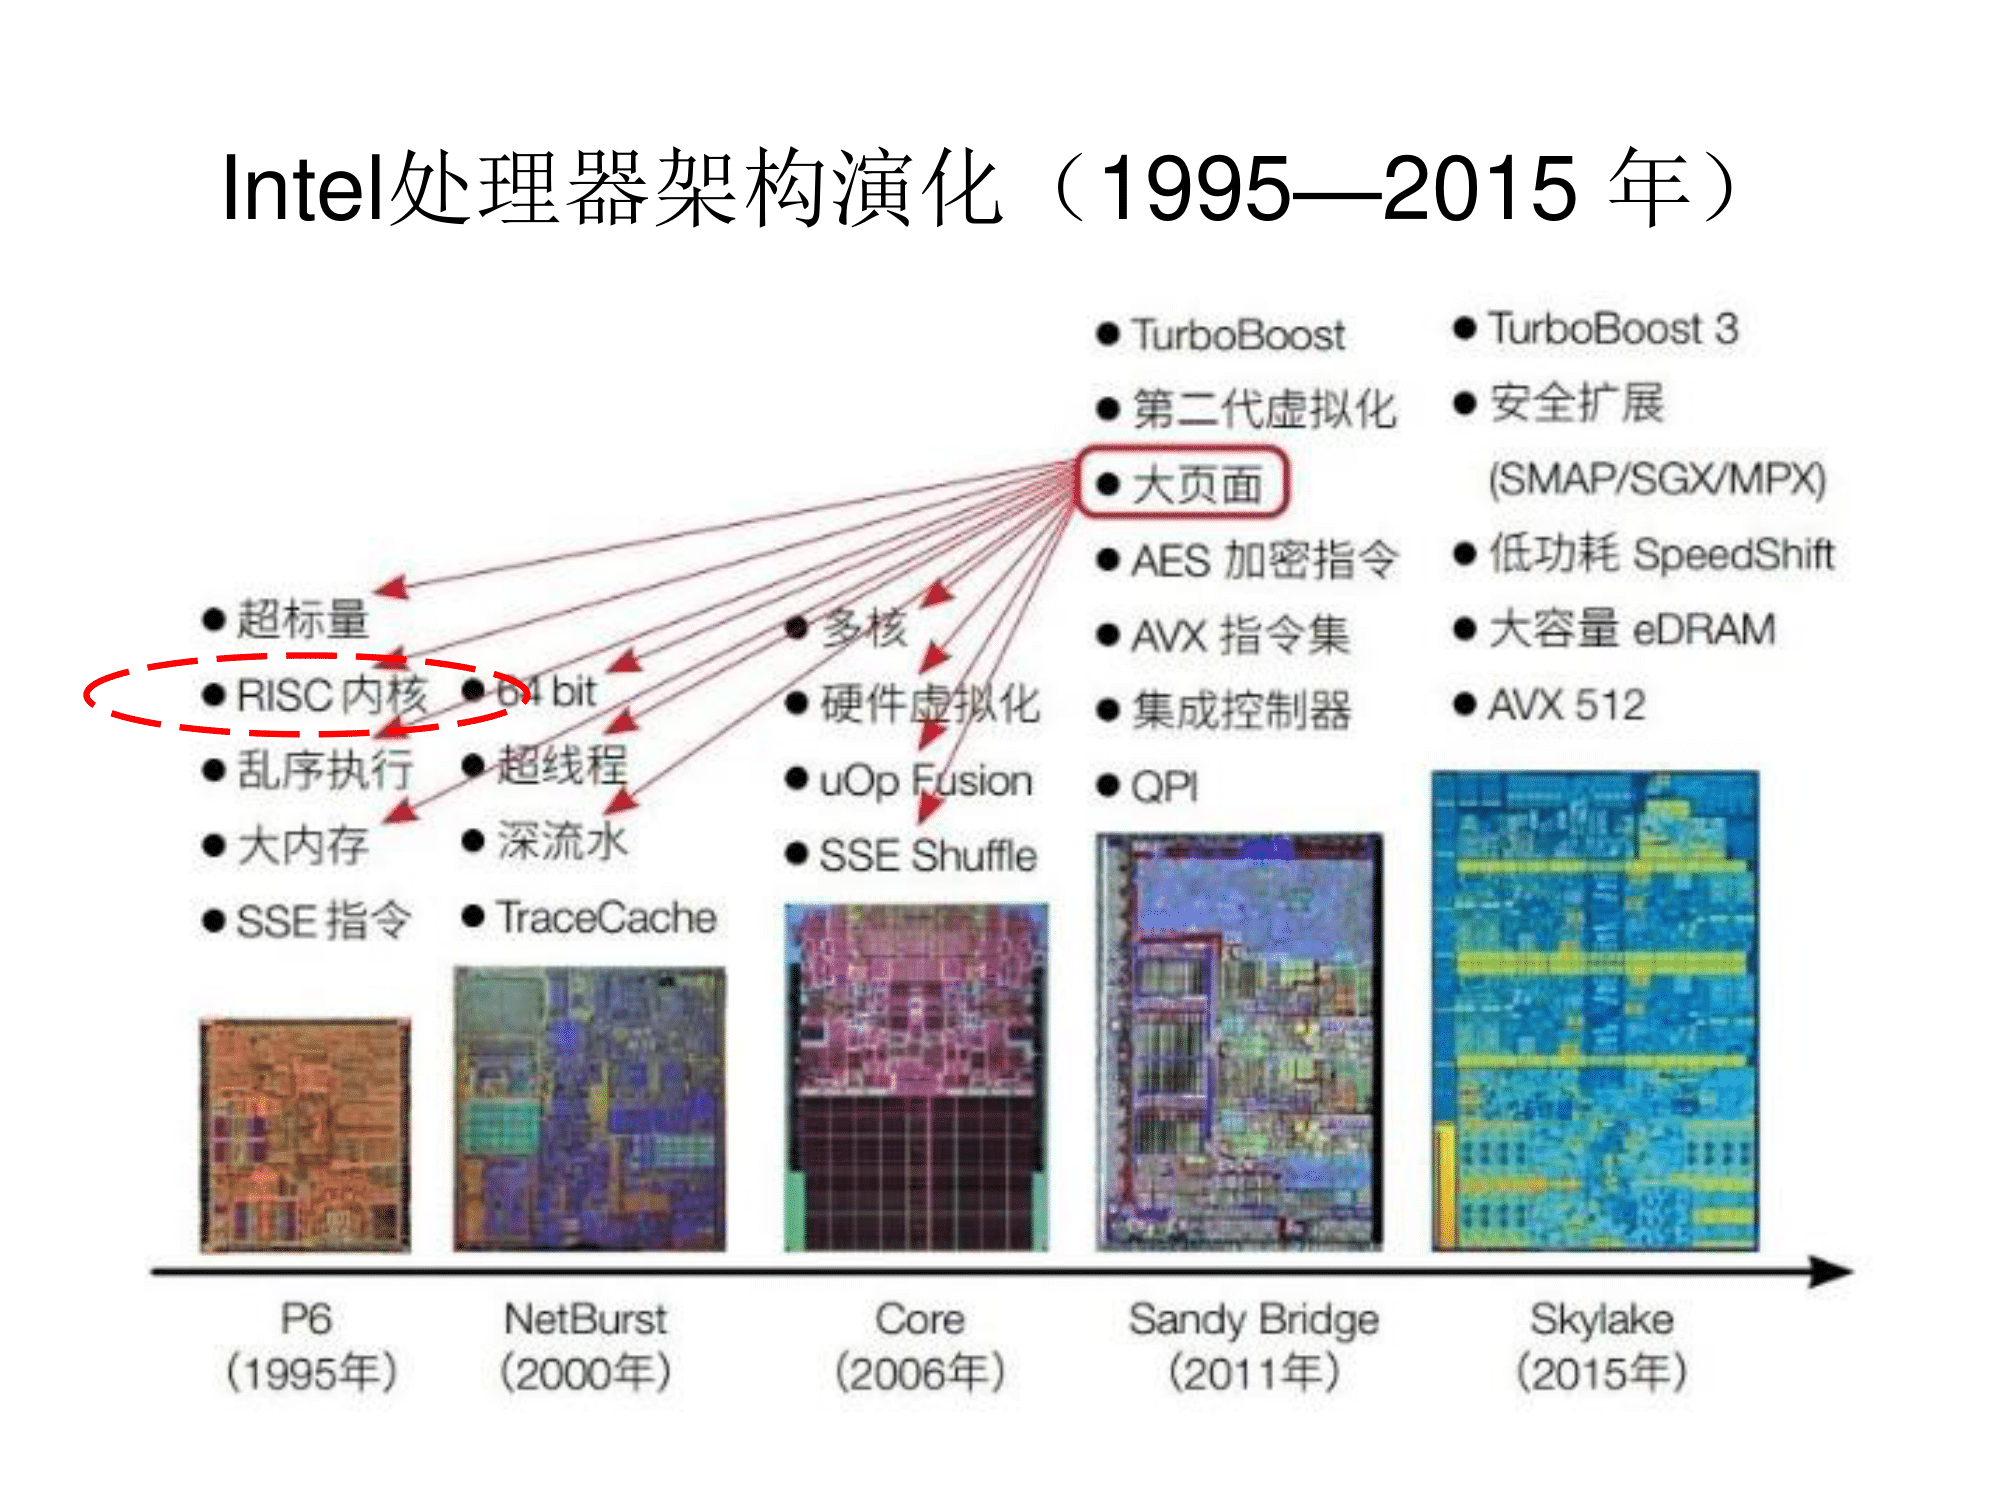 Intel处理器架构演化（1995—2015 年）
● 超标量
● RISC 内核
● 乱序执行
● 大内存
● SSE 指令
● 64 bit
● 超线程
● 深流水
● TraceCache
● 多核
● 硬件虚拟化
● uOp Fusion
● SSE Shuffle
● TurboBoost
● 第二代虚拟化
● 大页面
● AES 加密指令
● AVX 指令集
● 集成控制器
● QPI
● TurboBoost 3
● 安全扩展
(SMAP/SGX/MPX)
● 低功耗 SpeedShift
● 大容量 eDRAM
● AVX 512
P6
（1995年）
NetBurst
（2000年）
Core
（2006年）
Sandy Bridge
（2011年）
Skylake
（2015年）